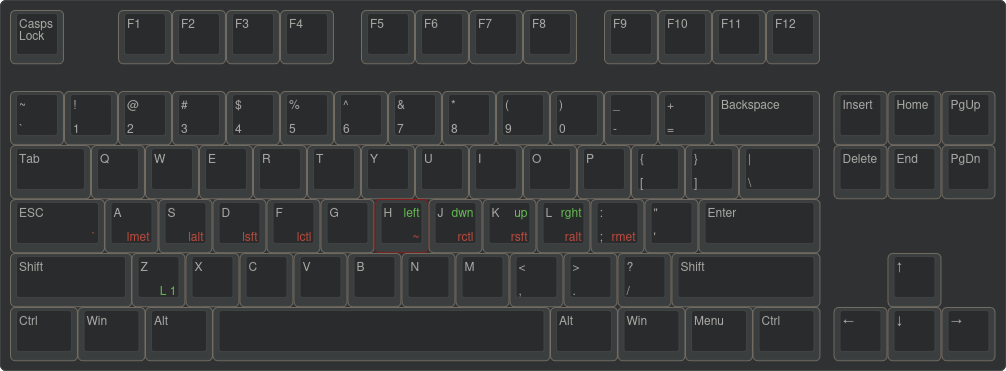 Casps
Lock
F1 F2 F3 F4 F5 F6 F7 F8 F9 F10 F11 F12
~ ! @ # $ % ^ & * ( ) _ + Backspace Insert Home PgUp
` 1 2 3 4 5 6 7 8 9 0 - =
Tab Q W E R T Y U I O P { } | Delete End PgDn
[ ] \
ESC A S D F G H left J dwn K up L rght : " Enter
` lmet lalt lsft lctl ~ rctl rsft ralt ; rmet '
Shift Z X C V B N M < > ? Shift ↑
L 1 , . /
Ctrl Win Alt Alt Win Menu Ctrl ← ↓ →